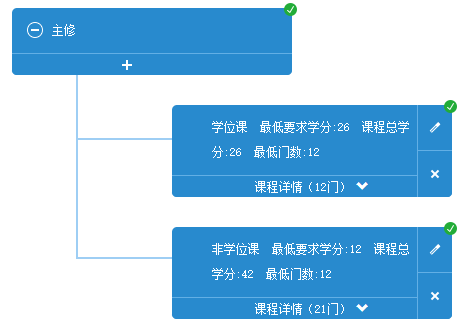 主修
学位课 最低要求学分:26 课程总学
分:26 最低门数:12
课程详情（12门）
非学位课 最低要求学分:12 课程总
学分:42 最低门数:12
课程详情（21门）